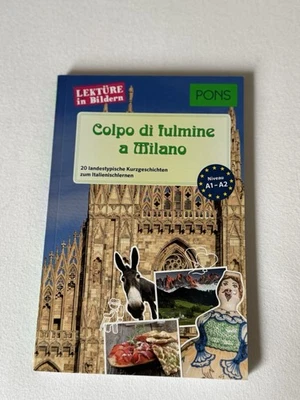 LEKTÜRE
in Bildern
PONS
Colpo di fulmine
a Milano
20 landestypische Kurzgeschichten
zum Italienischlernen
Niveau
A1–A2